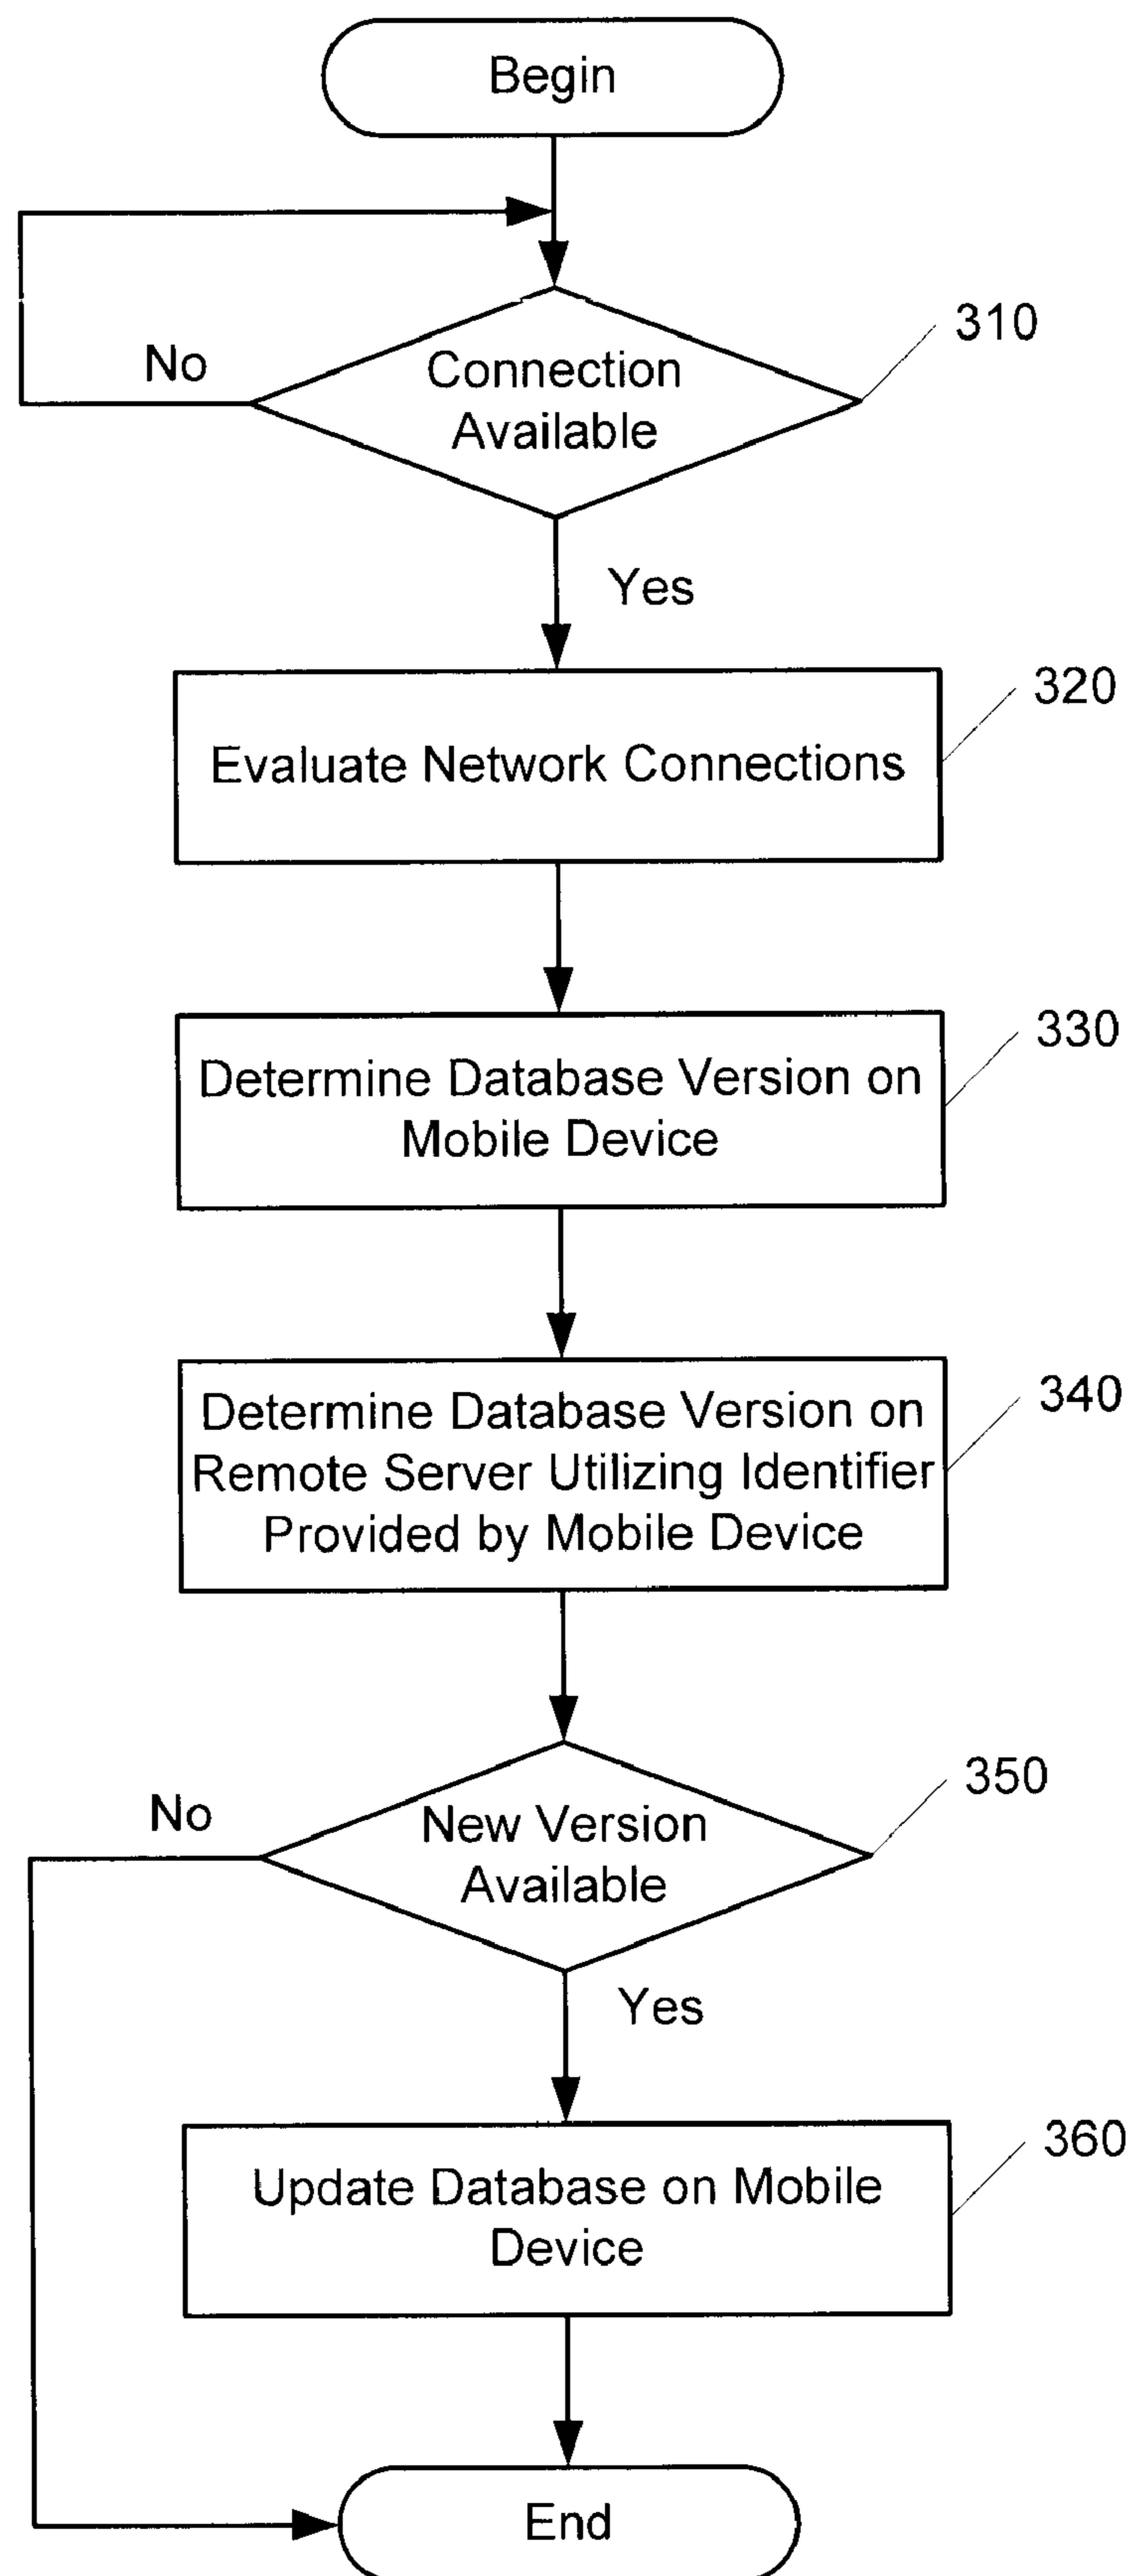 Begin
310
No
Connection
Available
Yes
320
Evaluate Network Connections
330
Determine Database Version on
Mobile Device
340
Determine Database Version on
Remote Server Utilizing Identifier
Provided by Mobile Device
350
No
New Version
Available
Yes
360
Update Database on Mobile
Device
End